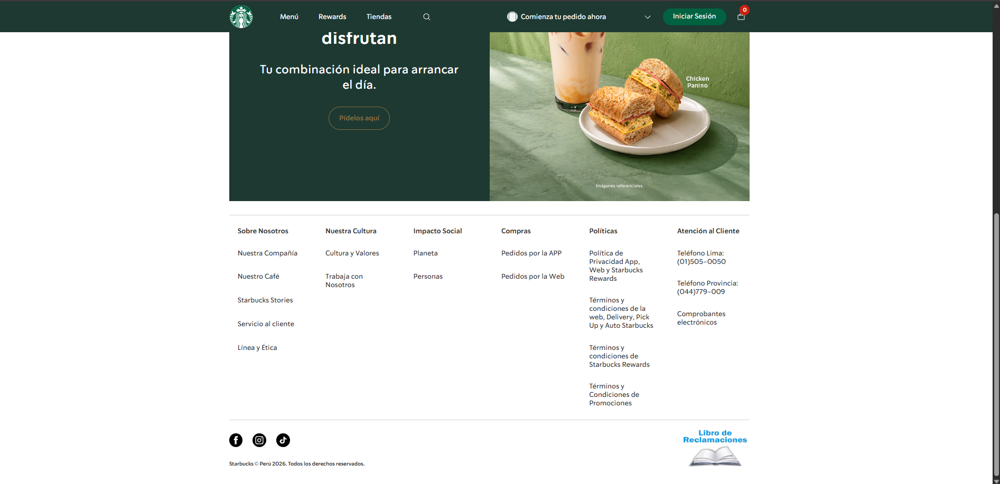 Menú
Rewards
Tiendas
Comienza tu pedido ahora
Iniciar Sesión
0
disfrutan
Tu combinación ideal para arrancar
el día.
Pídelos aquí
Chicken
Panino
Imágenes referenciales.
Sobre Nosotros
Nuestra Compañía
Nuestro Café
Starbucks Stories
Servicio al cliente
Línea y Ética
Nuestra Cultura
Cultura y Valores
Trabaja con
Nosotros
Impacto Social
Planeta
Personas
Compras
Pedidos por la APP
Pedidos por la Web
Políticas
Política de
Privacidad App,
Web y Starbucks
Rewards
Términos y
condiciones de la
web, Delivery, Pick
Up y Auto Starbucks
Términos y
condiciones de
Starbucks Rewards
Términos y
Condiciones de
Promociones
Atención al Cliente
Teléfono Lima:
(01)505-0050
Teléfono Provincia:
(044)779-009
Comprobantes
electrónicos
Libro de
Reclamaciones
Starbucks © Perú 2026. Todos los derechos reservados.